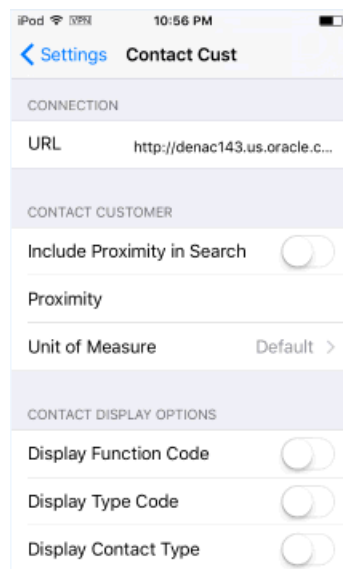 iPod VPN 10:56 PM
Settings Contact Cust
CONNECTION
URL http://denac143.us.oracle.c...
CONTACT CUSTOMER
Include Proximity in Search
Proximity
Unit of Measure Default
CONTACT DISPLAY OPTIONS
Display Function Code
Display Type Code
Display Contact Type